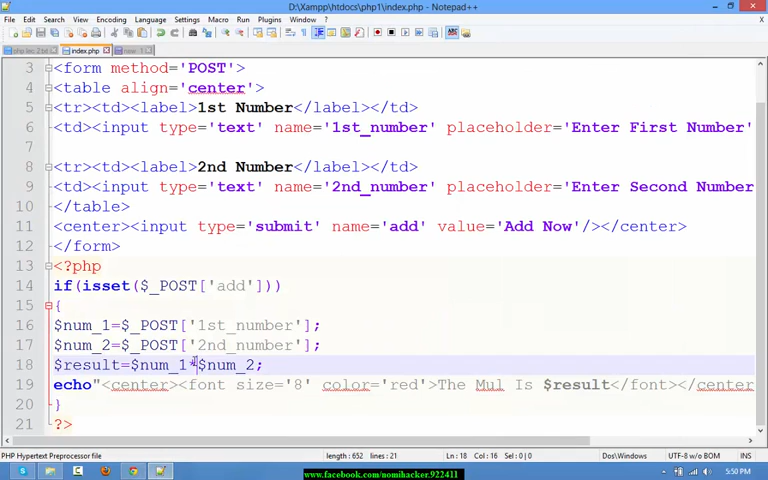 D:\Xampp\htdocs\php1\index.php - Notepad++
File Edit Search View Encoding Language Settings Macro Run Plugins Window ?
php lec 2.txt index.php new 1
3 <form method='POST'>
4 <table align='center'>
5 <tr><td><label>1st Number</label></td>
6 <td><input type='text' name='1st_number' placeholder='Enter First Number'
7
8 <tr><td><label>2nd Number</label></td>
9 <td><input type='text' name='2nd_number' placeholder='Enter Second Number
10 </table>
11 <center><input type='submit' name='add' value='Add Now'/></center>
12 </form>
13 <?php
14 if(isset($_POST['add']))
15 {
16 $num_1=$_POST['1st_number'];
17 $num_2=$_POST['2nd_number'];
18 $result=$num_1*$num_2;
19 echo"<center><font size='8' color='red'>The Mul Is $result</font></center
20 }
21 ?>
PHP Hypertext Preprocessor file length : 652 lines : 21 Ln : 18 Col : 16 Sel : 0 | 0 Dos\Windows UTF-8 w/o BOM INS
www.facebook.com/nomihacker.922411
5:50 PM